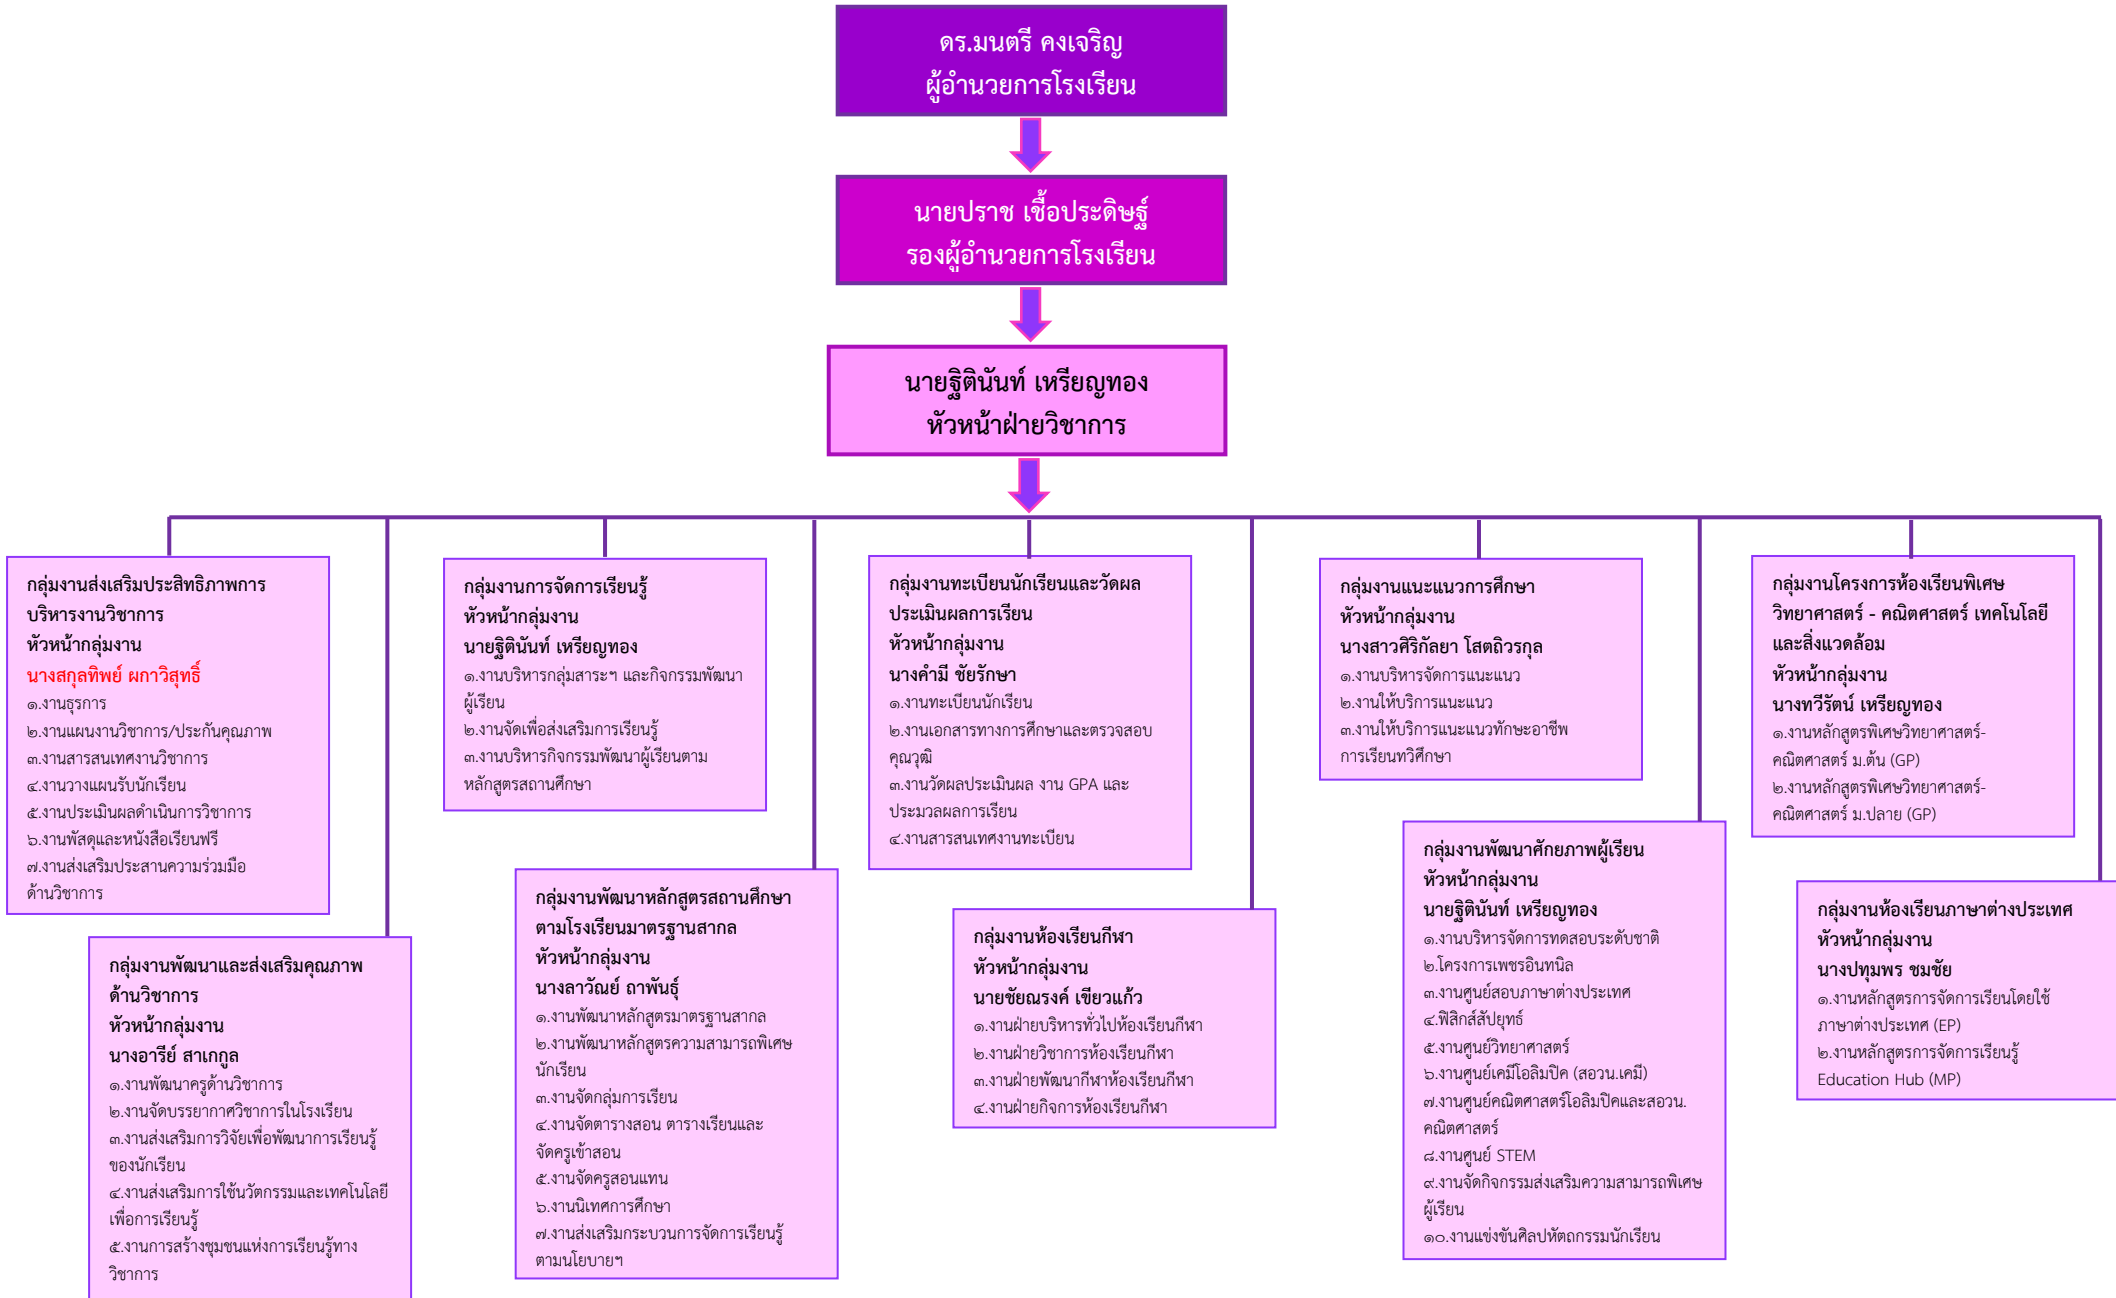 ดร.มนตรี คงเจริญ
ผู้อำนวยการโรงเรียน
นายปราช เชื้อประดิษฐ์
รองผู้อำนวยการโรงเรียน
นายฐิตินันท์ เหรียญทอง
หัวหน้าฝ่ายวิชาการ
กลุ่มงานส่งเสริมประสิทธิภาพการ
บริหารงานวิชาการ
หัวหน้ากลุ่มงาน
นางสกุลทิพย์ ผกาวิสุทธิ์
๑.งานธุรการ
๒.งานแผนงานวิชาการ/ประกันคุณภาพ
๓.งานสารสนเทศงานวิชาการ
๔.งานวางแผนรับนักเรียน
๕.งานประเมินผลดำเนินการวิชาการ
๖.งานพัสดุและหนังสือเรียนฟรี
๗.งานส่งเสริมประสานความร่วมมือ
ด้านวิชาการ
กลุ่มงานพัฒนาและส่งเสริมคุณภาพ
ด้านวิชาการ
หัวหน้ากลุ่มงาน
นางอารีย์ สาเกกูล
๑.งานพัฒนาครูด้านวิชาการ
๒.งานจัดบรรยากาศวิชาการในโรงเรียน
๓.งานส่งเสริมการวิจัยเพื่อพัฒนาการเรียนรู้
ของนักเรียน
๔.งานส่งเสริมการใช้นวัตกรรมและเทคโนโลยี
เพื่อการเรียนรู้
๕.งานการสร้างชุมชนแห่งการเรียนรู้ทาง
วิชาการ
กลุ่มงานการจัดการเรียนรู้
หัวหน้ากลุ่มงาน
นายฐิตินันท์ เหรียญทอง
๑.งานบริหารกลุ่มสาระฯ และกิจกรรมพัฒนา
ผู้เรียน
๒.งานจัดเพื่อส่งเสริมการเรียนรู้
๓.งานบริหารกิจกรรมพัฒนาผู้เรียนตาม
หลักสูตรสถานศึกษา
กลุ่มงานพัฒนาหลักสูตรสถานศึกษา
ตามโรงเรียนมาตรฐานสากล
หัวหน้ากลุ่มงาน
นางลาวัณย์ ถาพันธุ์
๑.งานพัฒนาหลักสูตรมาตรฐานสากล
๒.งานพัฒนาหลักสูตรความสามารถพิเศษ
นักเรียน
๓.งานจัดกลุ่มการเรียน
๔.งานจัดตารางสอน ตารางเรียนและ
จัดครูเข้าสอน
๕.งานจัดครูสอนแทน
๖.งานนิเทศการศึกษา
๗.งานส่งเสริมกระบวนการจัดการเรียนรู้
ตามนโยบายฯ
กลุ่มงานทะเบียนนักเรียนและวัดผล
ประเมินผลการเรียน
หัวหน้ากลุ่มงาน
นางคำมี ชัยรักษา
๑.งานทะเบียนนักเรียน
๒.งานเอกสารทางการศึกษาและตรวจสอบ
คุณวุฒิ
๓.งานวัดผลประเมินผล งาน GPA และ
ประมวลผลการเรียน
๔.งานสารสนเทศงานทะเบียน
กลุ่มงานห้องเรียนกีฬา
หัวหน้ากลุ่มงาน
นายชัยณรงค์ เขียวแก้ว
๑.งานฝ่ายบริหารทั่วไปห้องเรียนกีฬา
๒.งานฝ่ายวิชาการห้องเรียนกีฬา
๓.งานฝ่ายพัฒนากีฬาห้องเรียนกีฬา
๔.งานฝ่ายกิจการห้องเรียนกีฬา
กลุ่มงานแนะแนวการศึกษา
หัวหน้ากลุ่มงาน
นางสาวศิริกัลยา โสตถิวรกุล
๑.งานบริหารจัดการแนะแนว
๒.งานให้บริการแนะแนว
๓.งานให้บริการแนะแนวทักษะอาชีพ
การเรียนทวิศึกษา
กลุ่มงานพัฒนาศักยภาพผู้เรียน
หัวหน้ากลุ่มงาน
นายฐิตินันท์ เหรียญทอง
๑.งานบริหารจัดการทดสอบระดับชาติ
๒.โครงการเพชรอินทนิล
๓.งานศูนย์สอบภาษาต่างประเทศ
๔.ฟิสิกส์สัปยุทธ์
๕.งานศูนย์วิทยาศาสตร์
๖.งานศูนย์เคมีโอลิมปิค (สอวน.เคมี)
๗.งานศูนย์คณิตศาสตร์โอลิมปิคและสอวน.
คณิตศาสตร์
๘.งานศูนย์ STEM
๙.งานจัดกิจกรรมส่งเสริมความสามารถพิเศษ
ผู้เรียน
๑๐.งานแข่งขันศิลปหัตถกรรมนักเรียน
กลุ่มงานโครงการห้องเรียนพิเศษ
วิทยาศาสตร์ - คณิตศาสตร์ เทคโนโลยี
และสิ่งแวดล้อม
หัวหน้ากลุ่มงาน
นางทวีรัตน์ เหรียญทอง
๑.งานหลักสูตรพิเศษวิทยาศาสตร์-
คณิตศาสตร์ ม.ต้น (GP)
๒.งานหลักสูตรพิเศษวิทยาศาสตร์-
คณิตศาสตร์ ม.ปลาย (GP)
กลุ่มงานห้องเรียนภาษาต่างประเทศ
หัวหน้ากลุ่มงาน
นางปทุมพร ชมชัย
๑.งานหลักสูตรการจัดการเรียนโดยใช้
ภาษาต่างประเทศ (EP)
๒.งานหลักสูตรการจัดการเรียนรู้
Education Hub (MP)